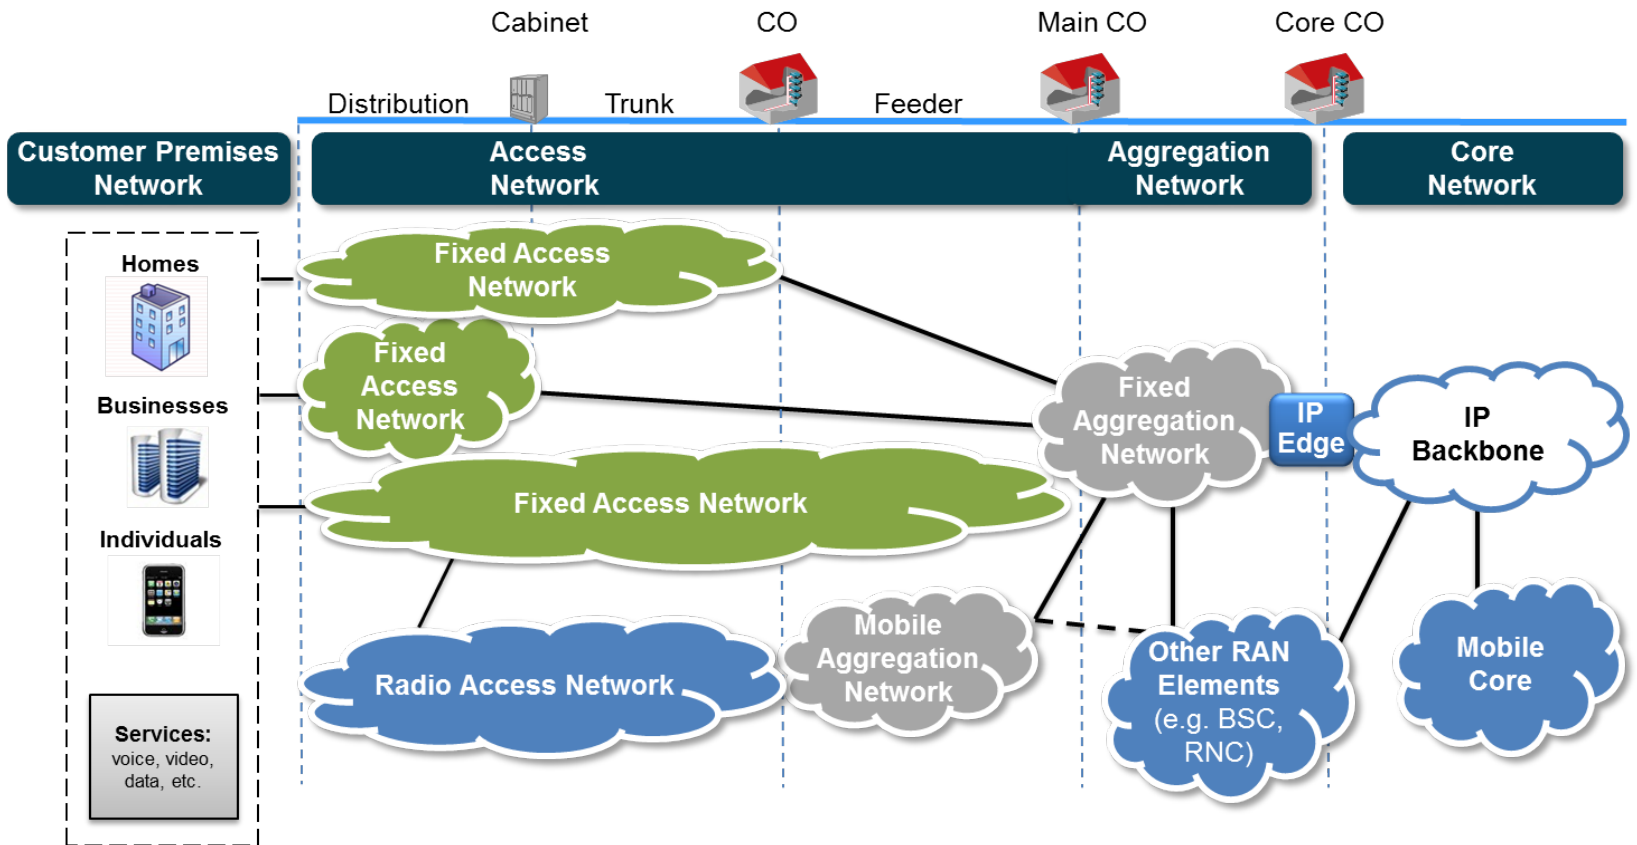 Cabinet
CO
Main CO
Core CO
Distribution
Trunk
Feeder
Customer Premises
Network
Access
Network
Aggregation
Network
Core
Network
Homes
Businesses
Individuals
Services:
voice, video,
data, etc.
Fixed Access
Network
Fixed
Access
Network
Fixed Access Network
Radio Access Network
Mobile
Aggregation
Network
Fixed
Aggregation
Network
IP
Edge
IP
Backbone
Other RAN
Elements
(e.g. BSC,
RNC)
Mobile
Core